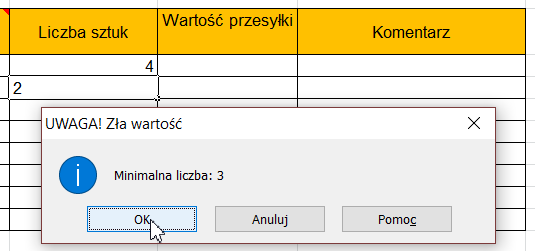 Liczba sztuk Wartość przesyłki Komentarz
4
2
UWAGA! Zła wartość
Minimalna liczba: 3
OK Anuluj Pomoc